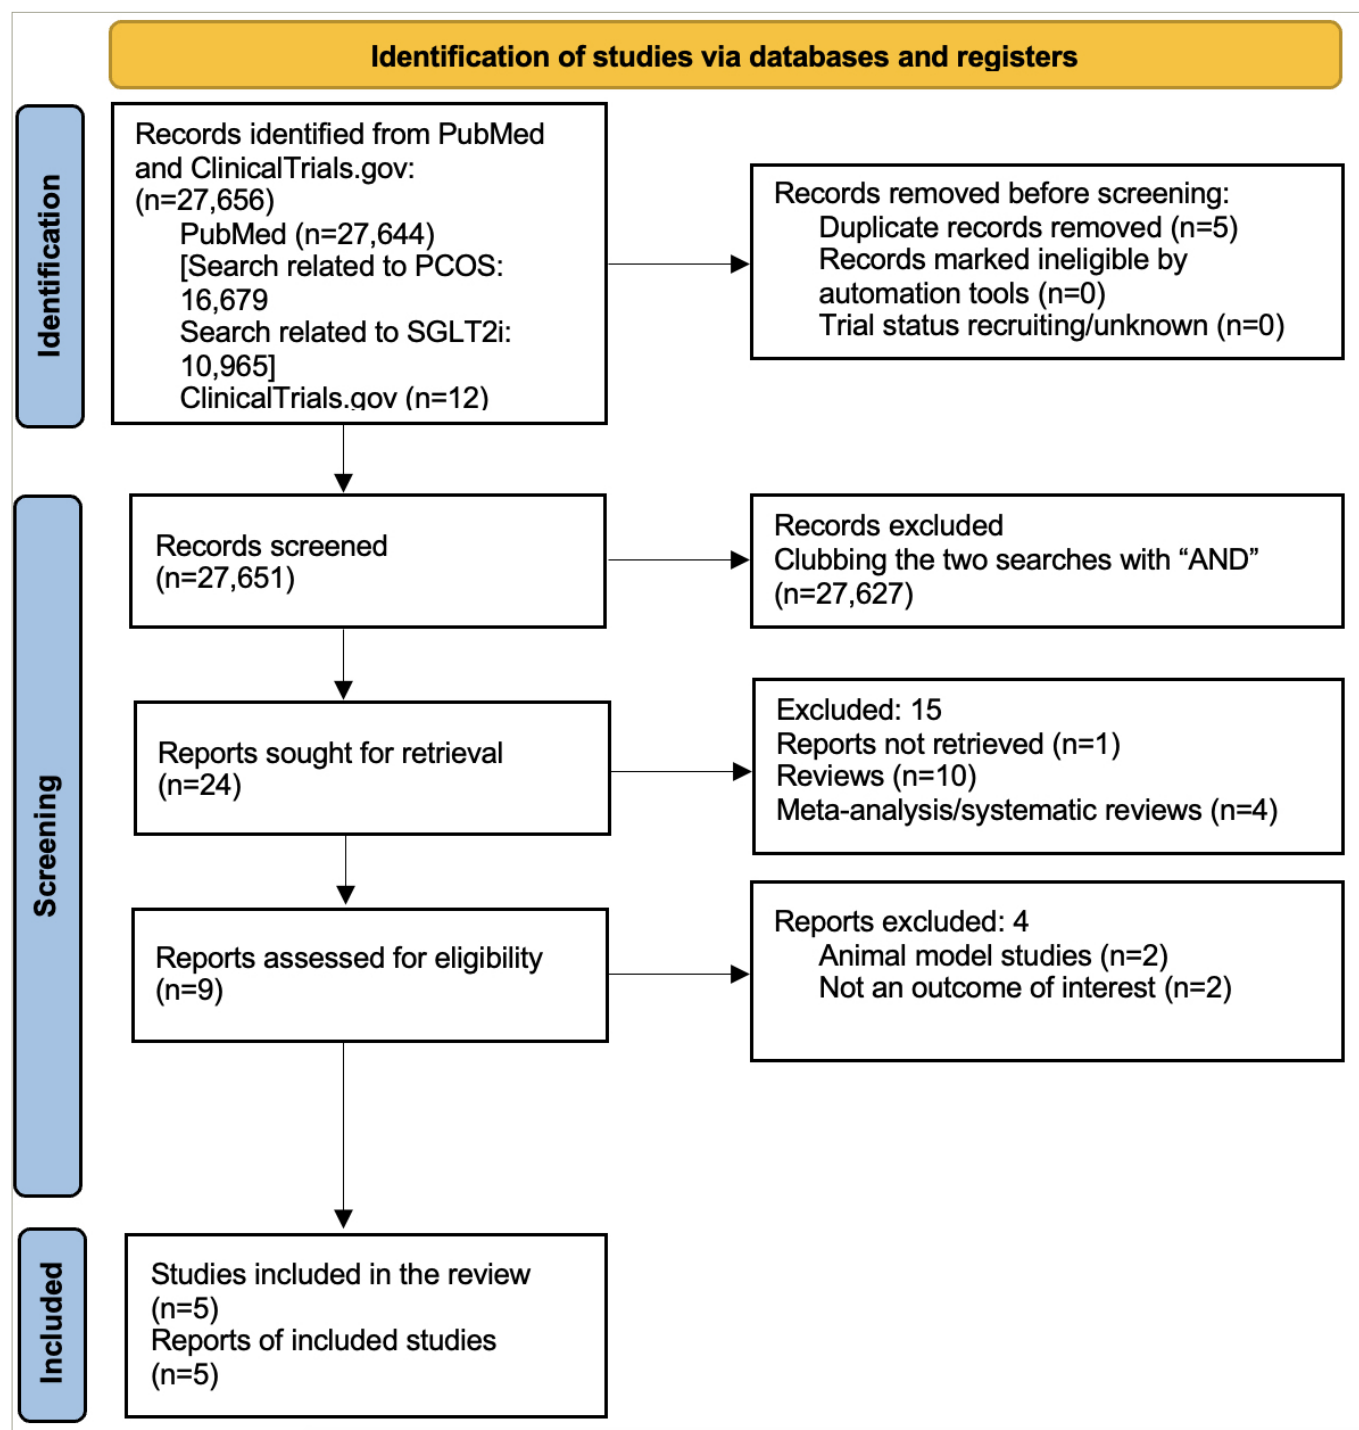 Identification of studies via databases and registers
Identification
Records identified from PubMed
and ClinicalTrials.gov:
(n=27,656)
PubMed (n=27,644)
[Search related to PCOS:
16,679
Search related to SGLT2i:
10,965]
ClinicalTrials.gov (n=12)
Records removed before screening:
Duplicate records removed (n=5)
Records marked ineligible by
automation tools (n=0)
Trial status recruiting/unknown (n=0)
Screening
Records screened
(n=27,651)
Records excluded
Clubbing the two searches with “AND”
(n=27,627)
Reports sought for retrieval
(n=24)
Excluded: 15
Reports not retrieved (n=1)
Reviews (n=10)
Meta-analysis/systematic reviews (n=4)
Reports assessed for eligibility
(n=9)
Reports excluded: 4
Animal model studies (n=2)
Not an outcome of interest (n=2)
Included
Studies included in the review
(n=5)
Reports of included studies
(n=5)